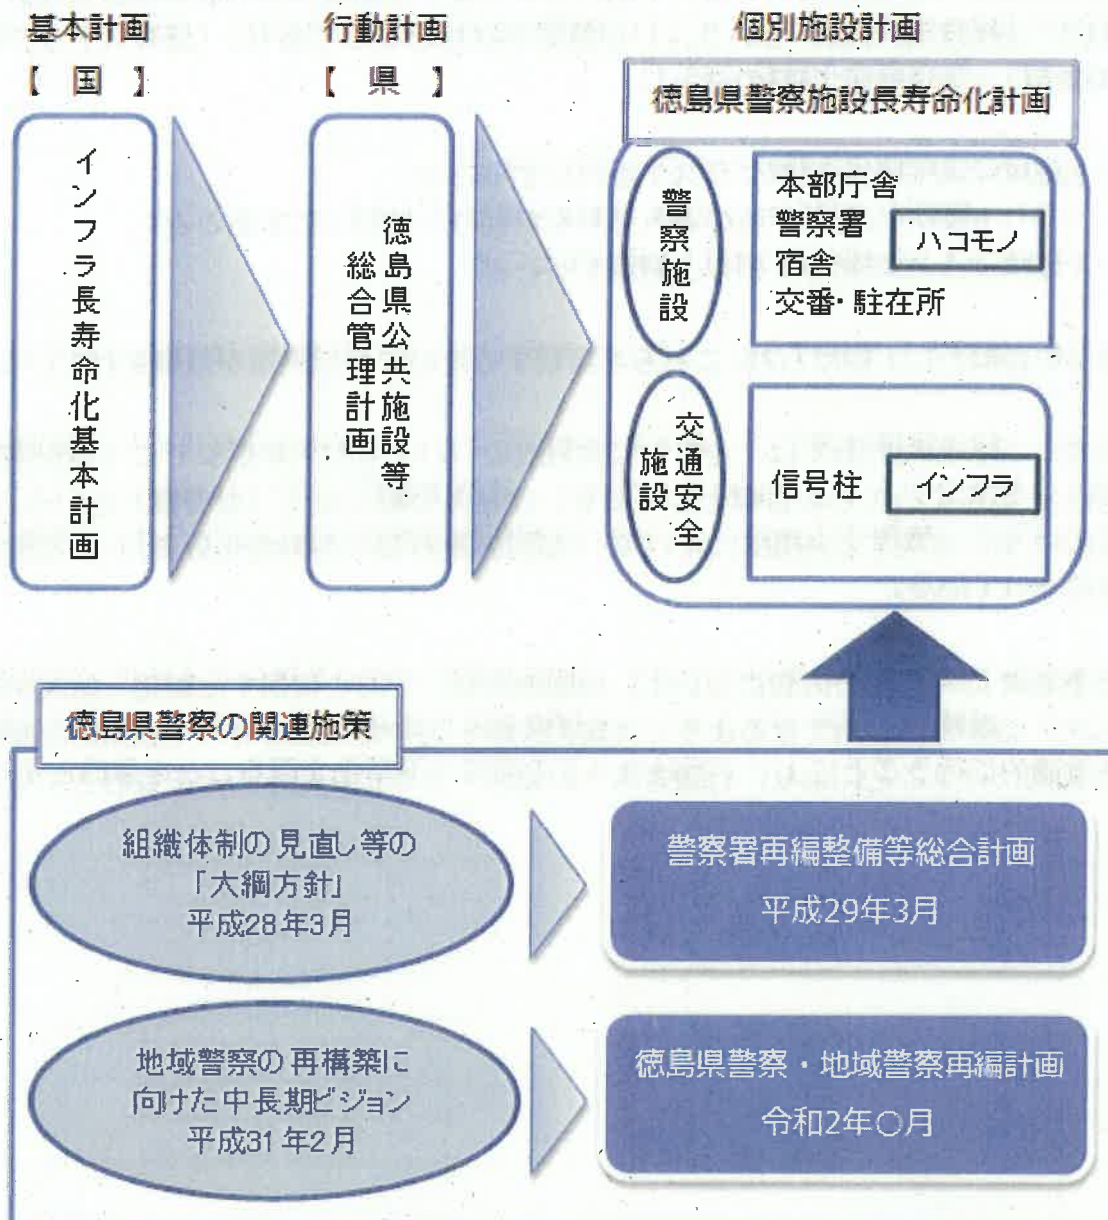 基本計画
【 国 】
インフラ長寿命化基本計画
行動計画
【 県 】
徳島県公共施設等
総合管理計画
個別施設計画
徳島県警察施設長寿命化計画
警察施設
本部庁舎
警察署
宿舎
交番・駐在所
ハコモノ
交通安全
施設
信号柱
インフラ
徳島県警察の関連施策
組織体制の見直し等の
「大綱方針」
平成28年3月
警察署再編整備等総合計画
平成29年3月
地域警察の再構築に
向けた中長期ビジョン
平成31年2月
徳島県警察・地域警察再編計画
令和2年○月